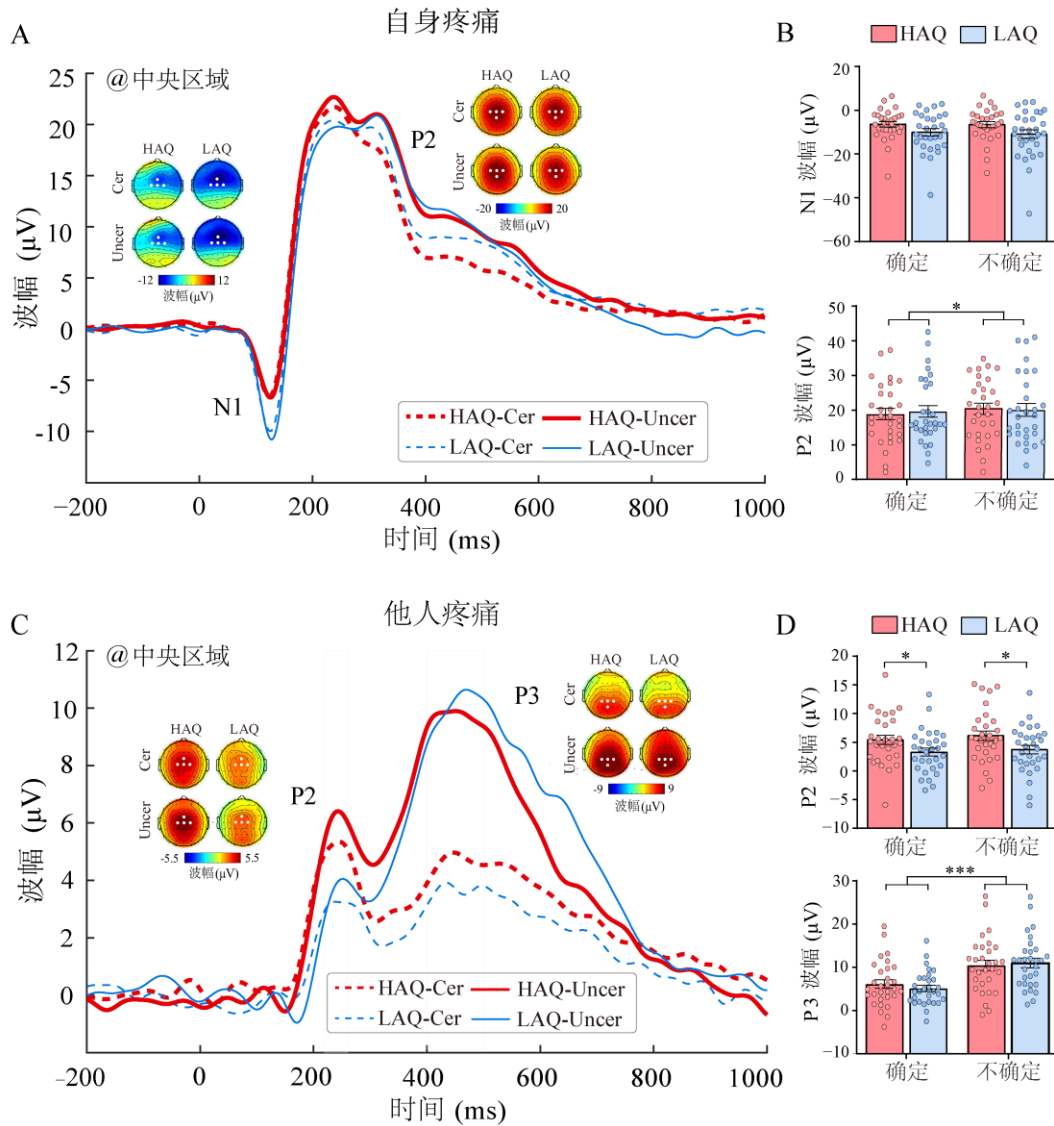 自身疼痛
A
@中央区域
25
20
15
10
5
0
-5
-10
波幅 (μV)
HAQ LAQ
Cer
Uncer
-12 12
波幅(μV)
HAQ LAQ
Cer
Uncer
-20 20
波幅(μV)
N1
P2
HAQ-Cer HAQ-Uncer
LAQ-Cer LAQ-Uncer
−200 0 200 400 600 800 1000
时间 (ms)
B
HAQ LAQ
20
0
−20
−40
−60
N1 波幅 (μV)
确定 不确定
50
40
30
20
10
0
P2 波幅 (μV)
*
确定 不确定
他人疼痛
C
@中央区域
12
10
8
6
4
2
0
波幅 (μV)
HAQ LAQ
Cer
Uncer
-5.5 5.5
波幅(μV)
HAQ LAQ
Cer
Uncer
-9 9
波幅(μV)
P2
P3
HAQ-Cer HAQ-Uncer
LAQ-Cer LAQ-Uncer
−200 0 200 400 600 800 1000
时间 (ms)
D
HAQ LAQ
20
15
10
5
0
−5
−10
P2 波幅 (μV)
* *
确定 不确定
30
20
10
0
−10
P3 波幅 (μV)
***
确定 不确定